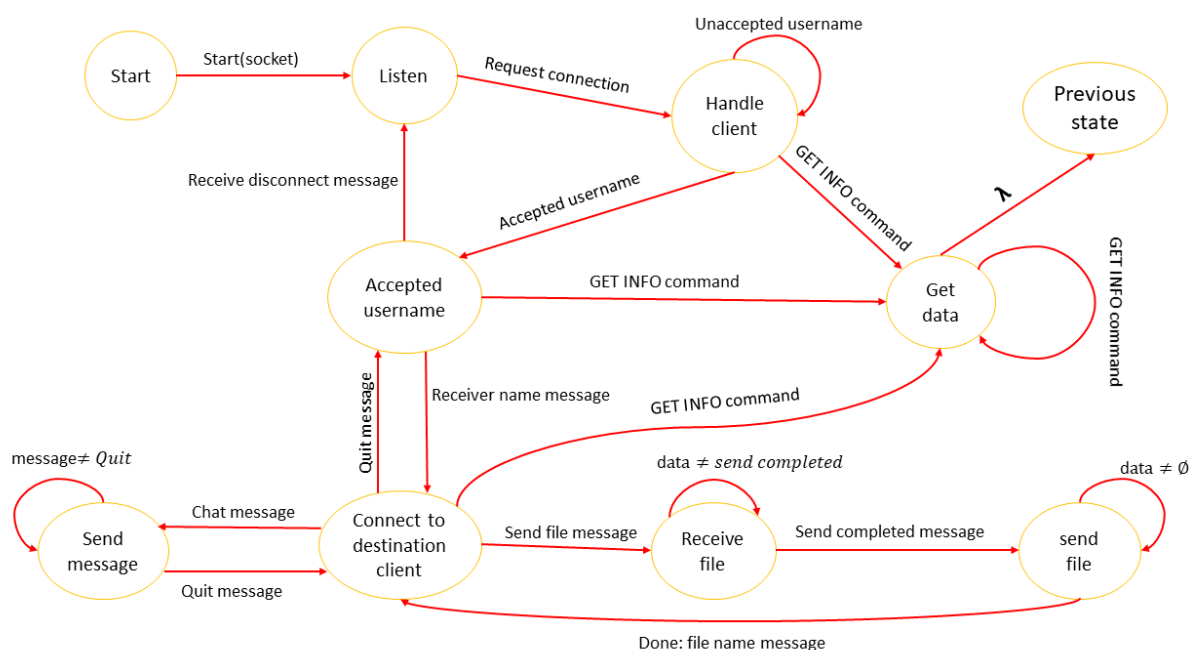 Unaccepted username
Start(socket)
Start
Listen
Request connection
Handle
client
Previous
state
GET INFO command
λ
Receive disconnect message
Accepted username
Accepted
username
GET INFO command
Get
data
GET INFO command
Quit message
Receiver name message
GET INFO command
message≠ Quit
data ≠ send completed
data ≠ ∅
Chat message
Send
message
Connect to
destination
client
Send file message
Receive
file
Send completed message
send
file
Quit message
Done: file name message